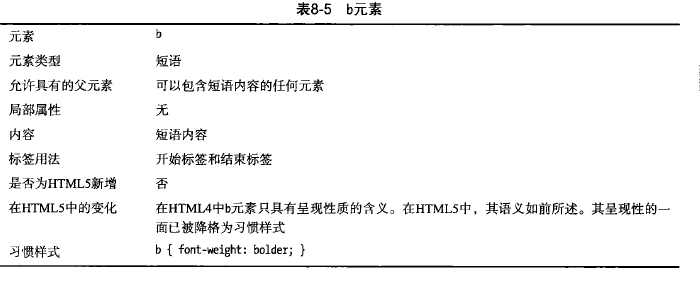 表8-5 b元素
元素 b
元素类型 短语
允许具有的父元素 可以包含短语内容的任何元素
局部属性 无
内容 短语内容
标签用法 开始标签和结束标签
是否为HTML5新增 否
在HTML5中的变化 在HTML4中b元素只具有呈现性质的含义。在HTML5中，其语义如前所述。其呈现性的一
面已被降格为习惯样式
习惯样式 b { font-weight: bolder; }